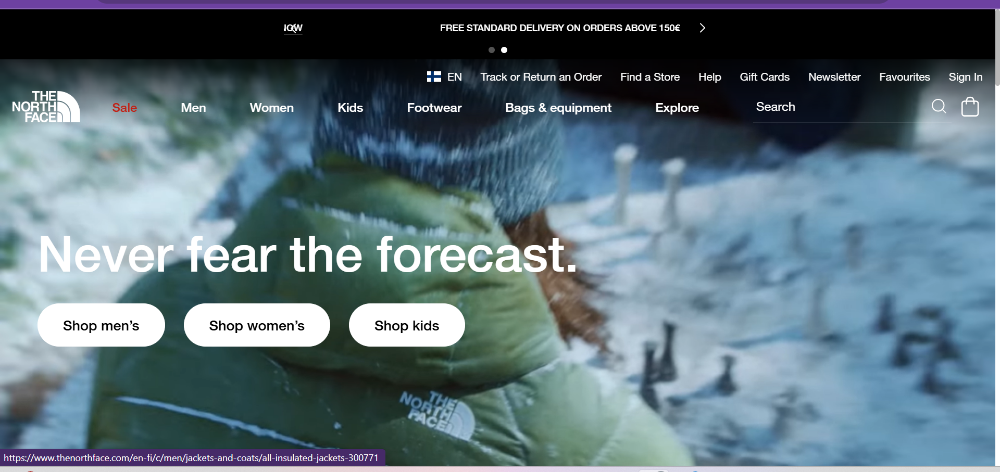 FREE STANDARD DELIVERY ON ORDERS ABOVE 150€
EN Track or Return an Order Find a Store Help Gift Cards Newsletter Favourites Sign In
THE
NORTH
FACE
Sale Men Women Kids Footwear Bags & equipment Explore Search
Never fear the forecast.
Shop men’s Shop women’s Shop kids
THE
NORTH
FACE
https://www.thenorthface.com/en-fi/c/men/jackets-and-coats/all-insulated-jackets-300771